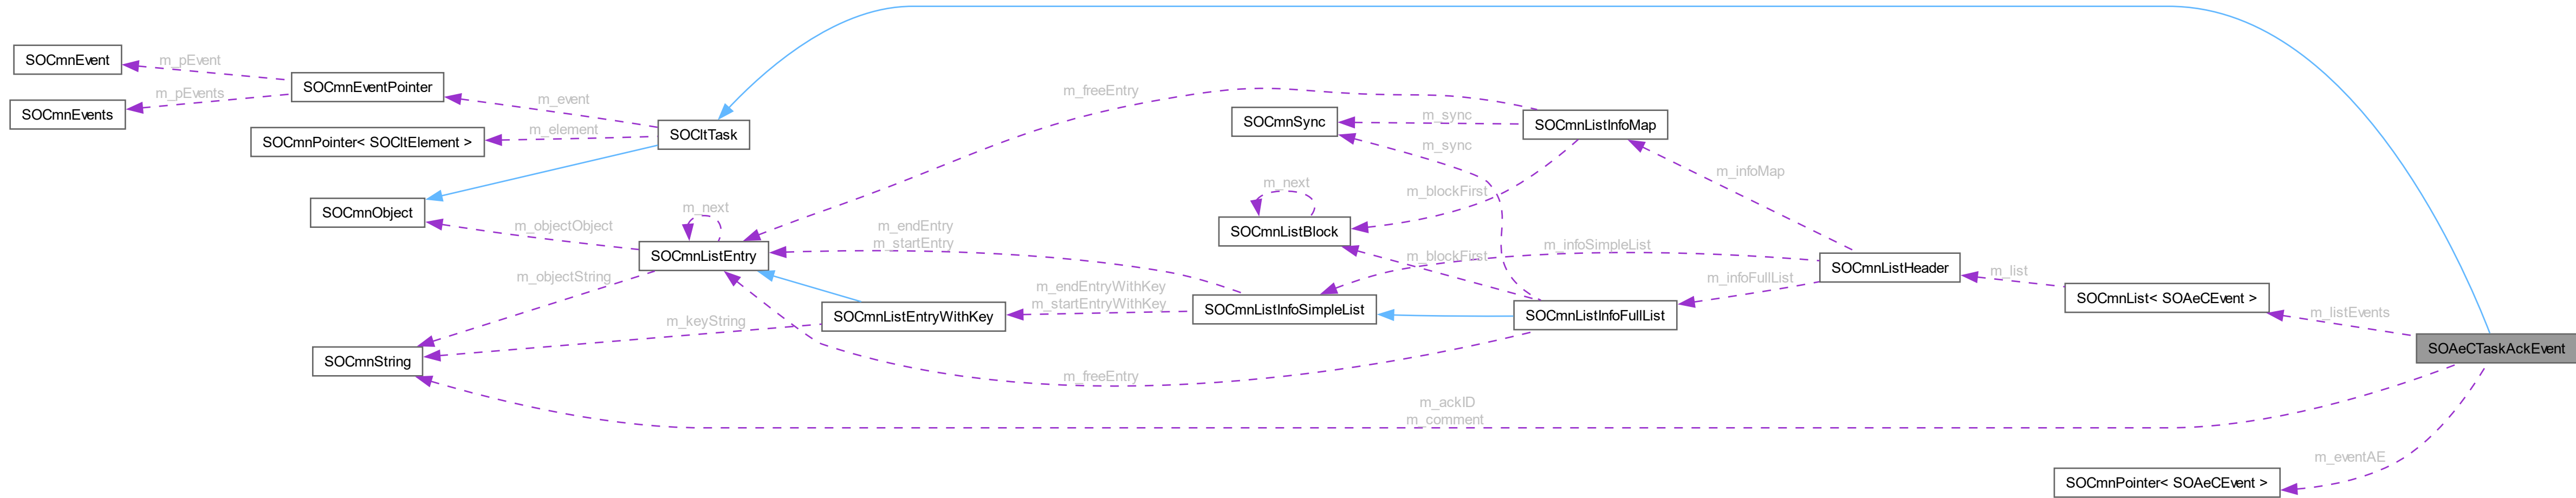 SOCmnEvent
m_pEvent
SOCmnEventPointer
m_pEvents
SOCmnEvents
m_event
SOCmnPointer< SOCltElement >
m_element
SOCltTask
SOCmnObject
m_objectObject
m_next
SOCmnListEntry
m_objectString
SOCmnString
m_keyString
SOCmnListEntryWithKey
m_freeEntry
m_endEntry
m_startEntry
m_endEntryWithKey
m_startEntryWithKey
m_freeEntry
SOCmnSync
m_next
SOCmnListBlock
SOCmnListInfoSimpleList
m_sync
m_sync
m_blockFirst
m_blockFirst
m_ackID
m_comment
SOCmnListInfoMap
m_infoSimpleList
SOCmnListInfoFullList
m_infoMap
m_infoFullList
SOCmnListHeader
m_list
SOCmnList< SOAeCEvent >
m_listEvents
SOAeCTaskAckEvent
m_eventAE
SOCmnPointer< SOAeCEvent >